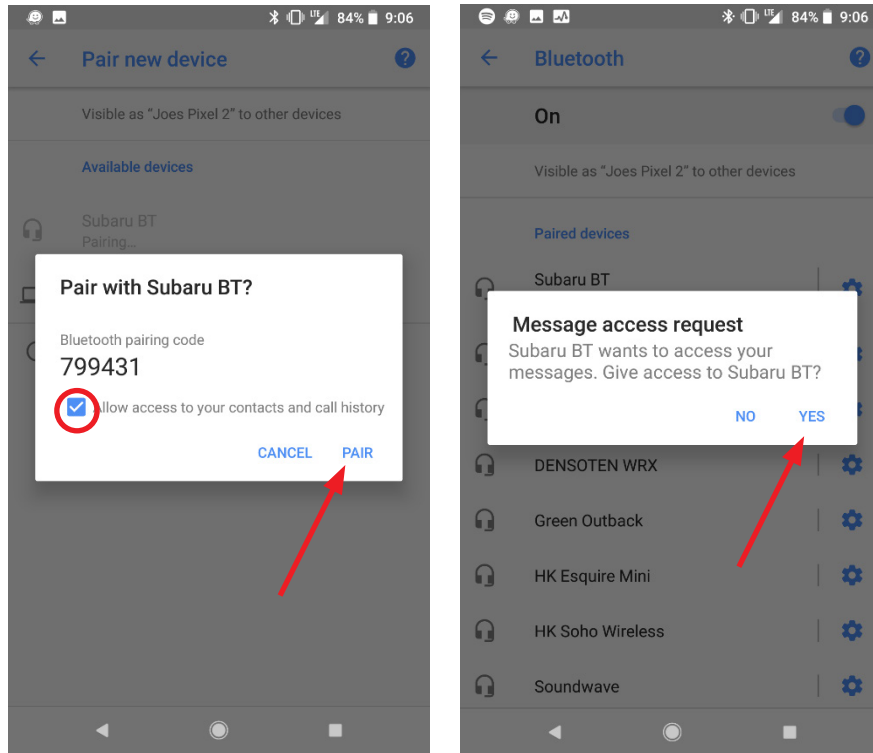 LTE 84% 9:06
Pair new device
Visible as “Joes Pixel 2” to other devices
Available devices
Subaru BT
Pairing...
Pair with Subaru BT?
Bluetooth pairing code
799431
Allow access to your contacts and call history
CANCEL PAIR
LTE 84% 9:06
Bluetooth
On
Visible as “Joes Pixel 2” to other devices
Paired devices
Subaru BT
Message access request
Subaru BT wants to access your
messages. Give access to Subaru BT?
NO YES
DENSOTEN WRX
Green Outback
HK Esquire Mini
HK Soho Wireless
Soundwave